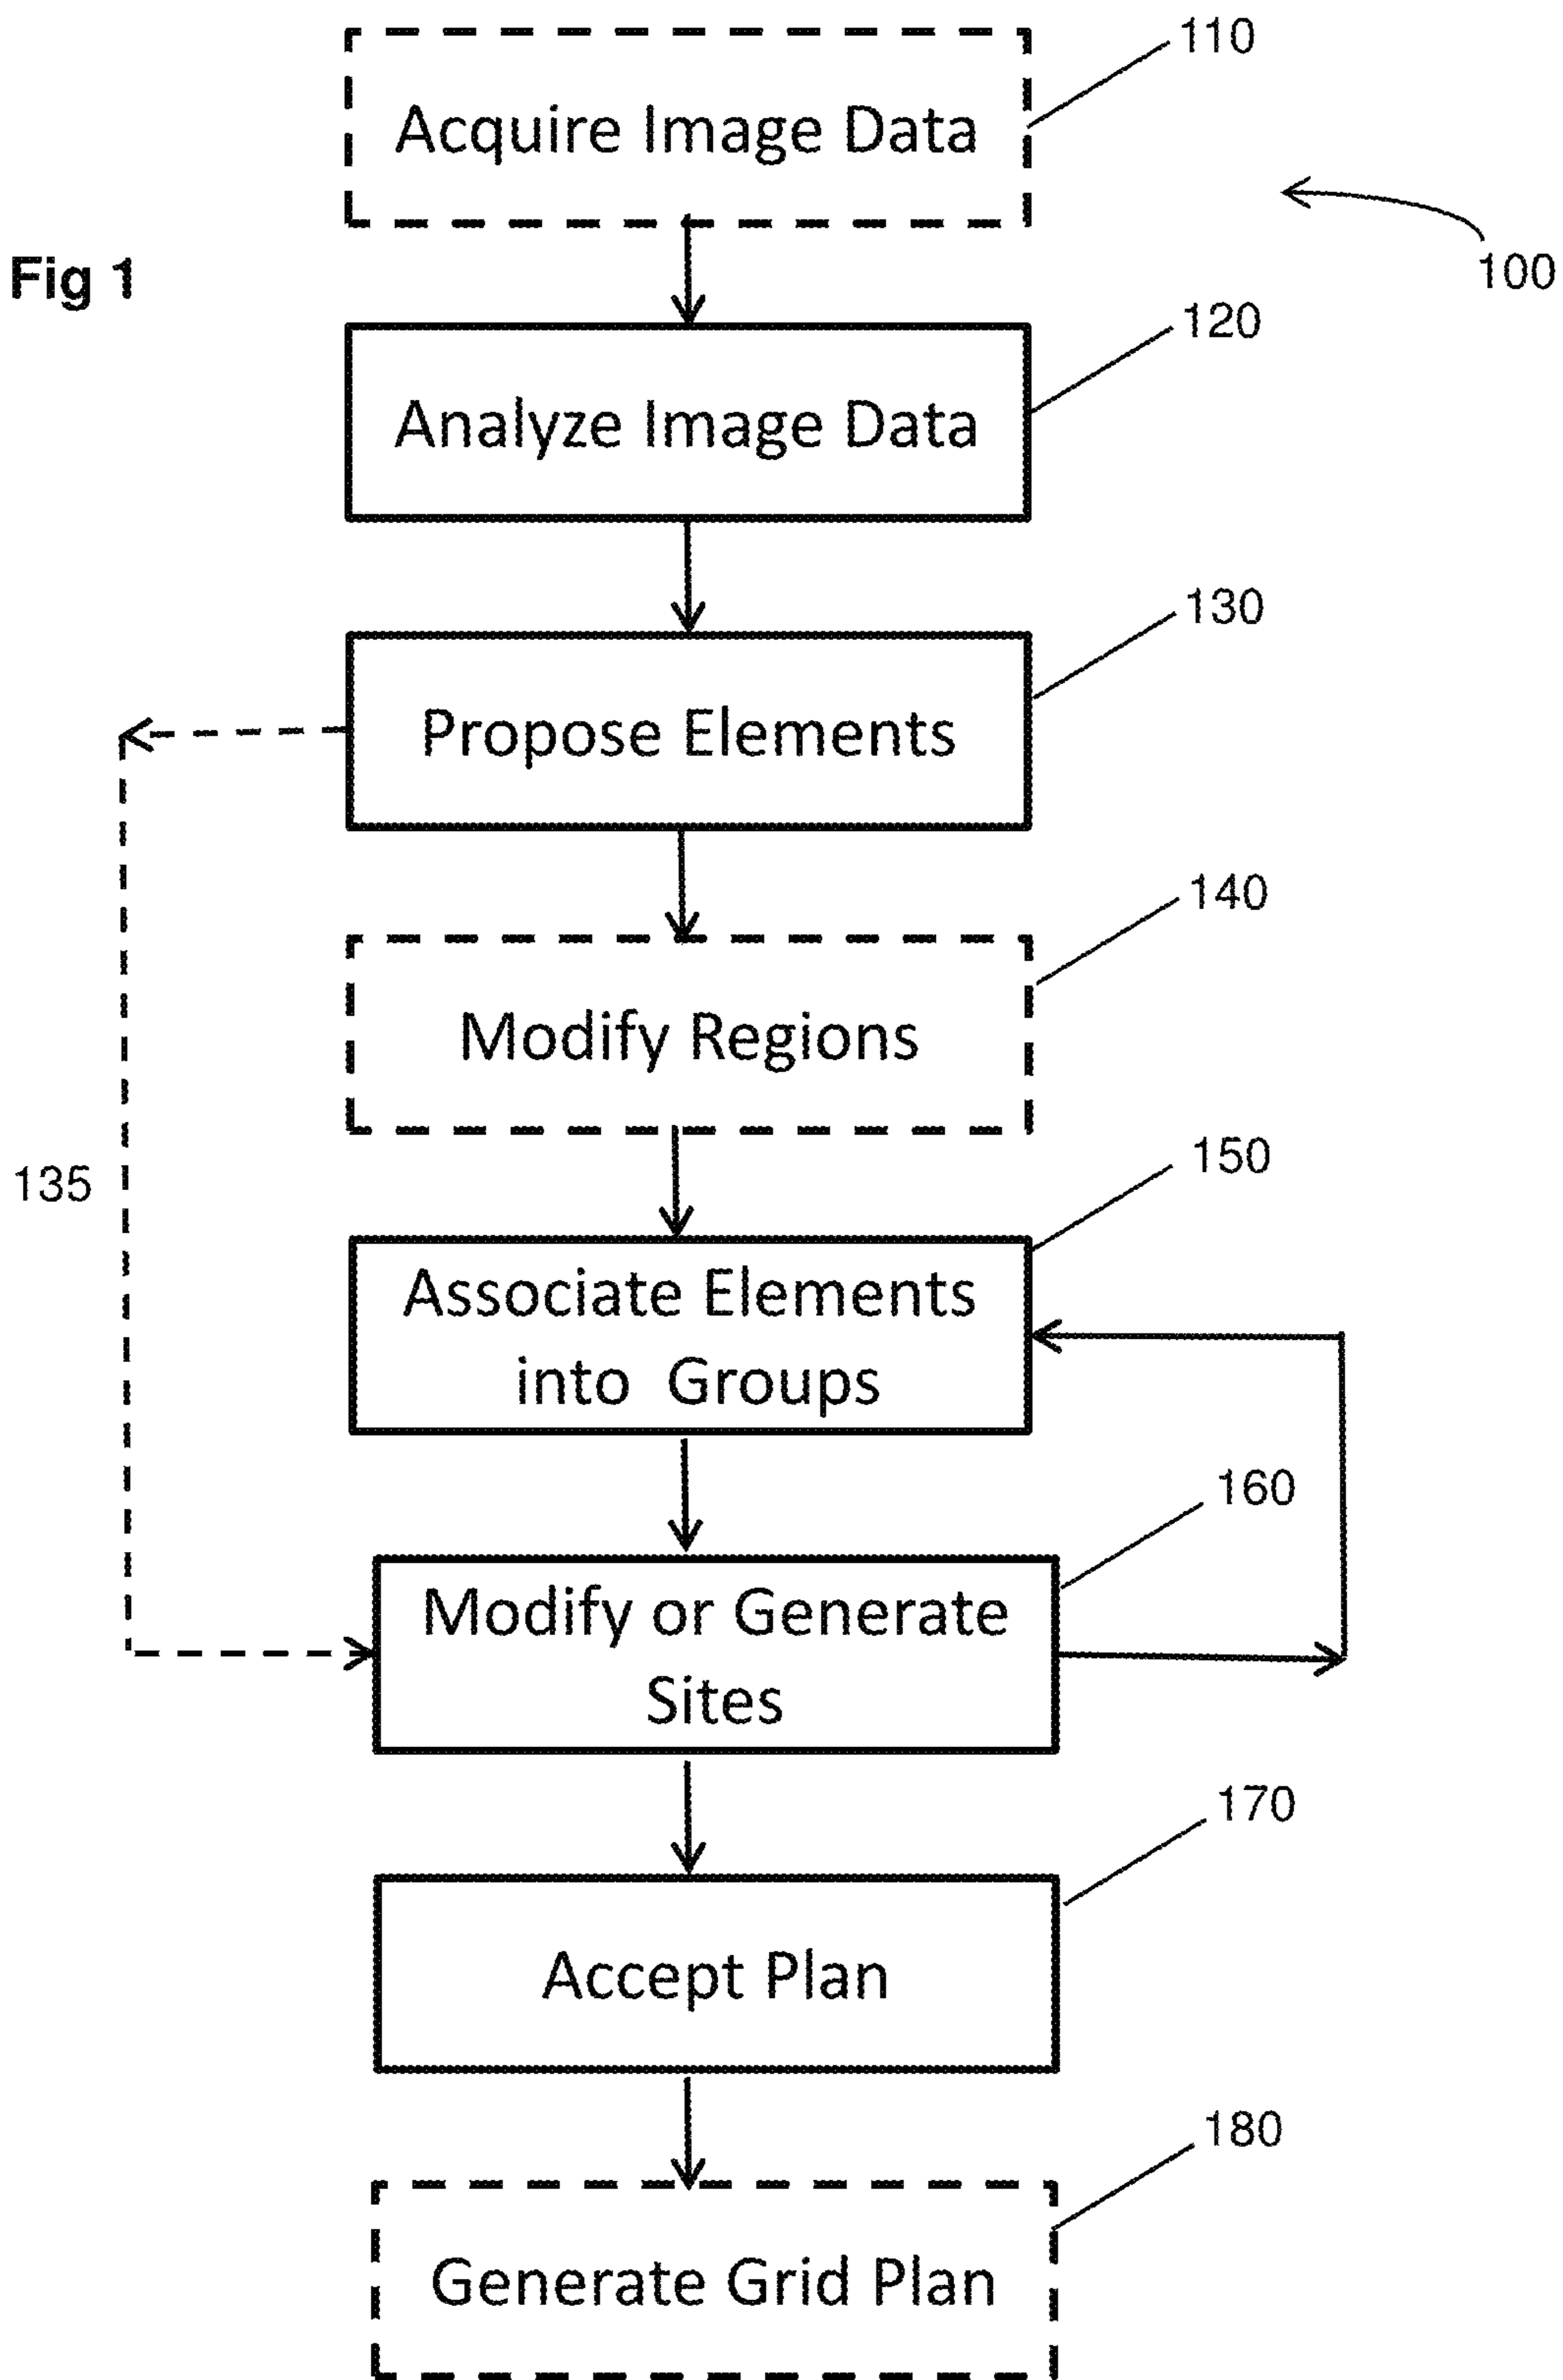 110
Acquire Image Data
100
Fig 1
120
Analyze Image Data
130
Propose Elements
140
Modify Regions
135
150
Associate Elements
into Groups
160
Modify or Generate
Sites
170
Accept Plan
180
Generate Grid Plan